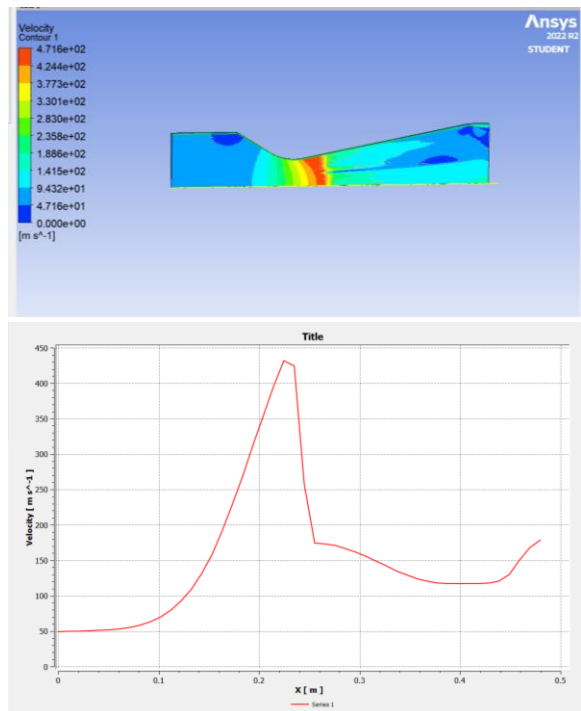 Velocity
Contour 1
Ansys
2022 R2
STUDENT
4.716e+02
4.244e+02
3.773e+02
3.301e+02
2.830e+02
2.358e+02
1.886e+02
1.415e+02
9.432e+01
4.716e+01
0.000e+00
[m s^-1]
Title
450
400
350
300
250
200
150
100
50
0
Velocity [ m s^-1 ]
0 0.1 0.2 0.3 0.4 0.5
X [ m ]
Series 1